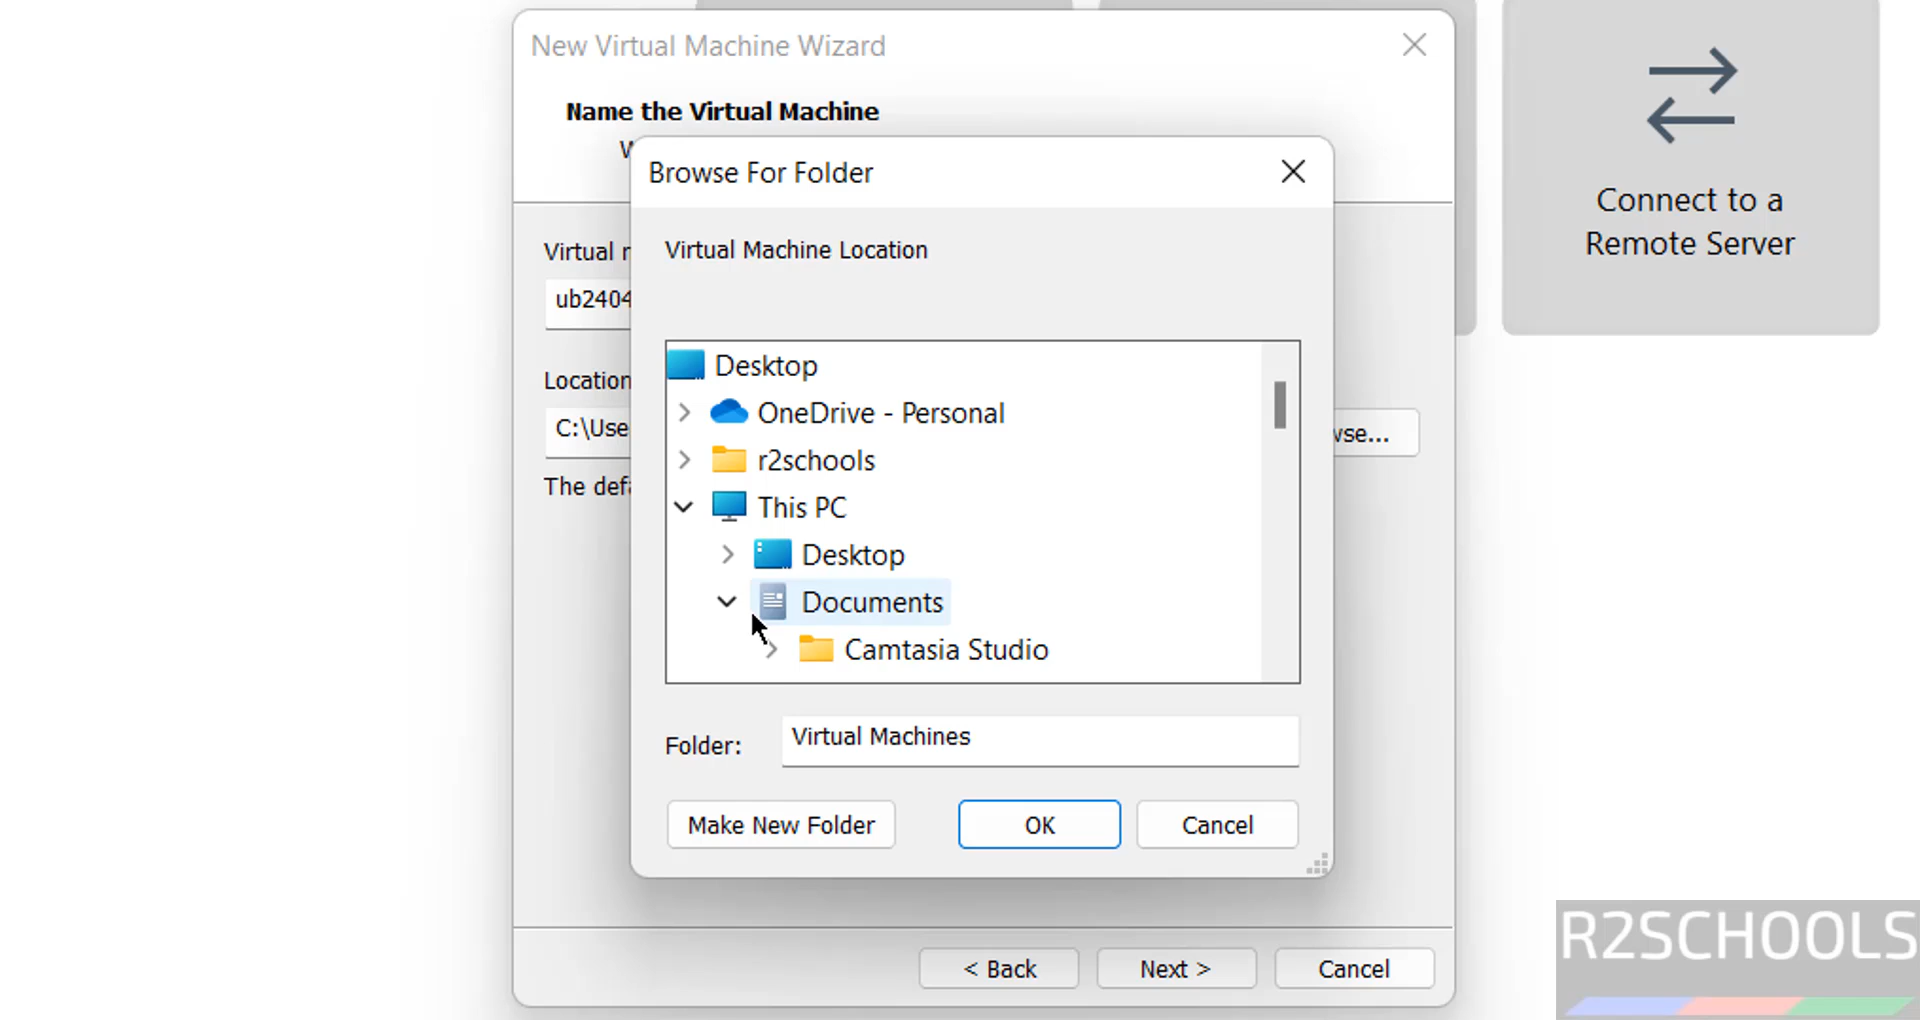 New Virtual Machine Wizard
Name the Virtual Machine
Browse For Folder
Virtual Machine Location
Virtual
ub2404
Location
C:\Use
The
Desktop
OneDrive - Personal
r2schools
This PC
Desktop
Documents
Camtasia Studio
Folder:
Virtual Machines
Make New Folder
OK
Cancel
< Back
Next >
Cancel
Connect to a
Remote Server
R2SCHOOLS